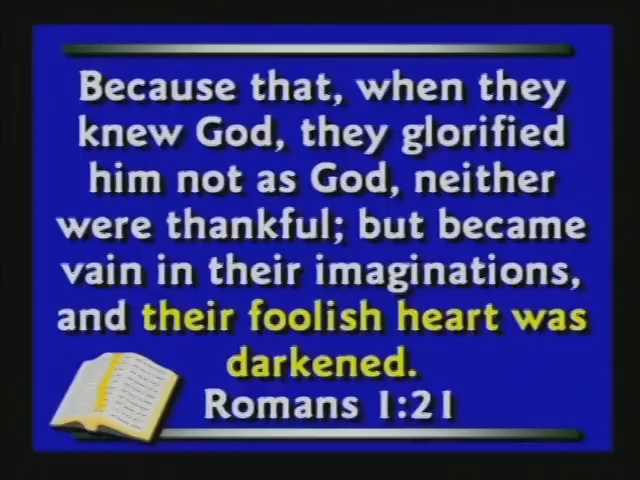 Because that, when they
knew God, they glorified
him not as God, neither
were thankful; but became
vain in their imaginations,
and their foolish heart was
darkened.
Romans 1:21